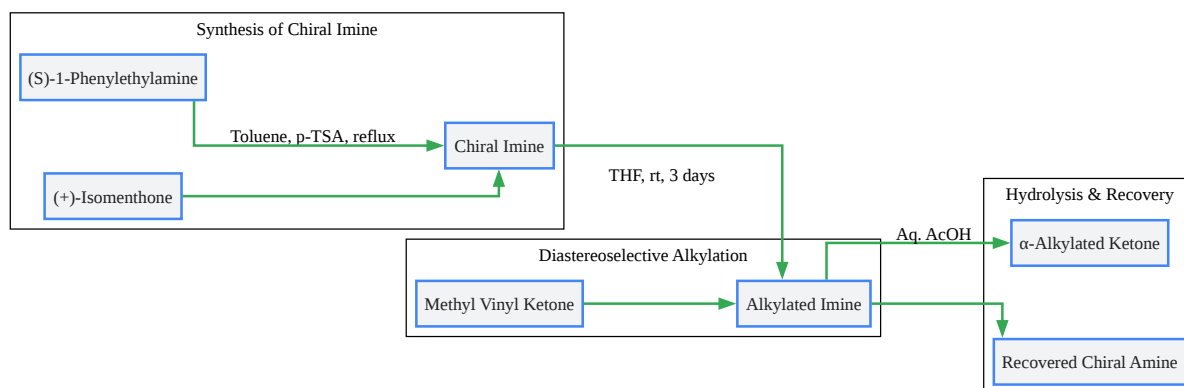 Synthesis of Chiral Imine
(S)-1-Phenylethylamine
Toluene, p-TSA, reflux
Chiral Imine
(+)-Isomenthone
THF, rt, 3 days
Hydrolysis & Recovery
Aq. AcOH
α-Alkylated Ketone
Diastereoselective Alkylation
Methyl Vinyl Ketone
Alkylated Imine
Recovered Chiral Amine